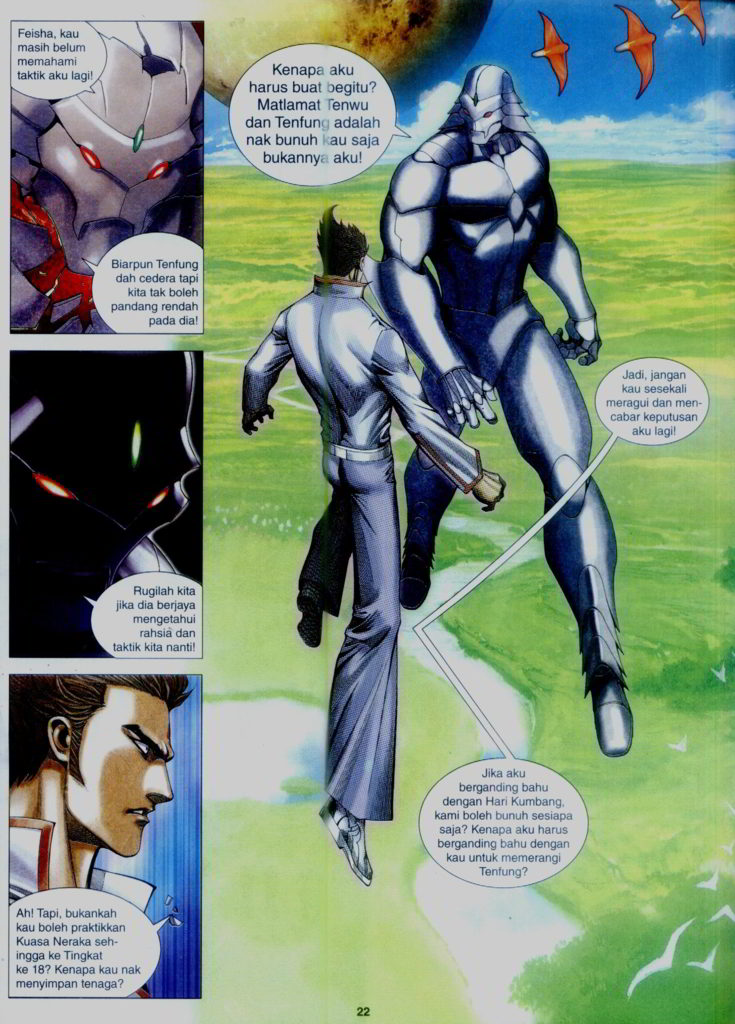 Feisha, kau
masih belum
memahami
taktik aku lagi!
Biarpun Tenfung
dah cedera tapi
kita tak boleh
pandang rendah
pada dia!
Rugilah kita
jika dia berjaya
mengetahui
rahsia dan
taktik kita nanti!
Ah! Tapi, bukankah
kau boleh praktikkan
Kuasa Neraka seh-
ingga ke Tingkat
ke 18? Kenapa kau nak
menyimpan tenaga?
Kenapa aku
harus buat begitu?
Matlamat Tenwu
dan Tenfung adalah
nak bunuh kau saja
bukannya aku!
Jadi, jangan
kau sesekali
meragui dan men-
cabar keputusan
aku lagi!
Jika aku
berganding bahu
dengan Hari Kumbang,
kami boleh bunuh sesiapa
saja? Kenapa aku harus
berganding bahu dengan
kau untuk memerangi
Tenfung?
22